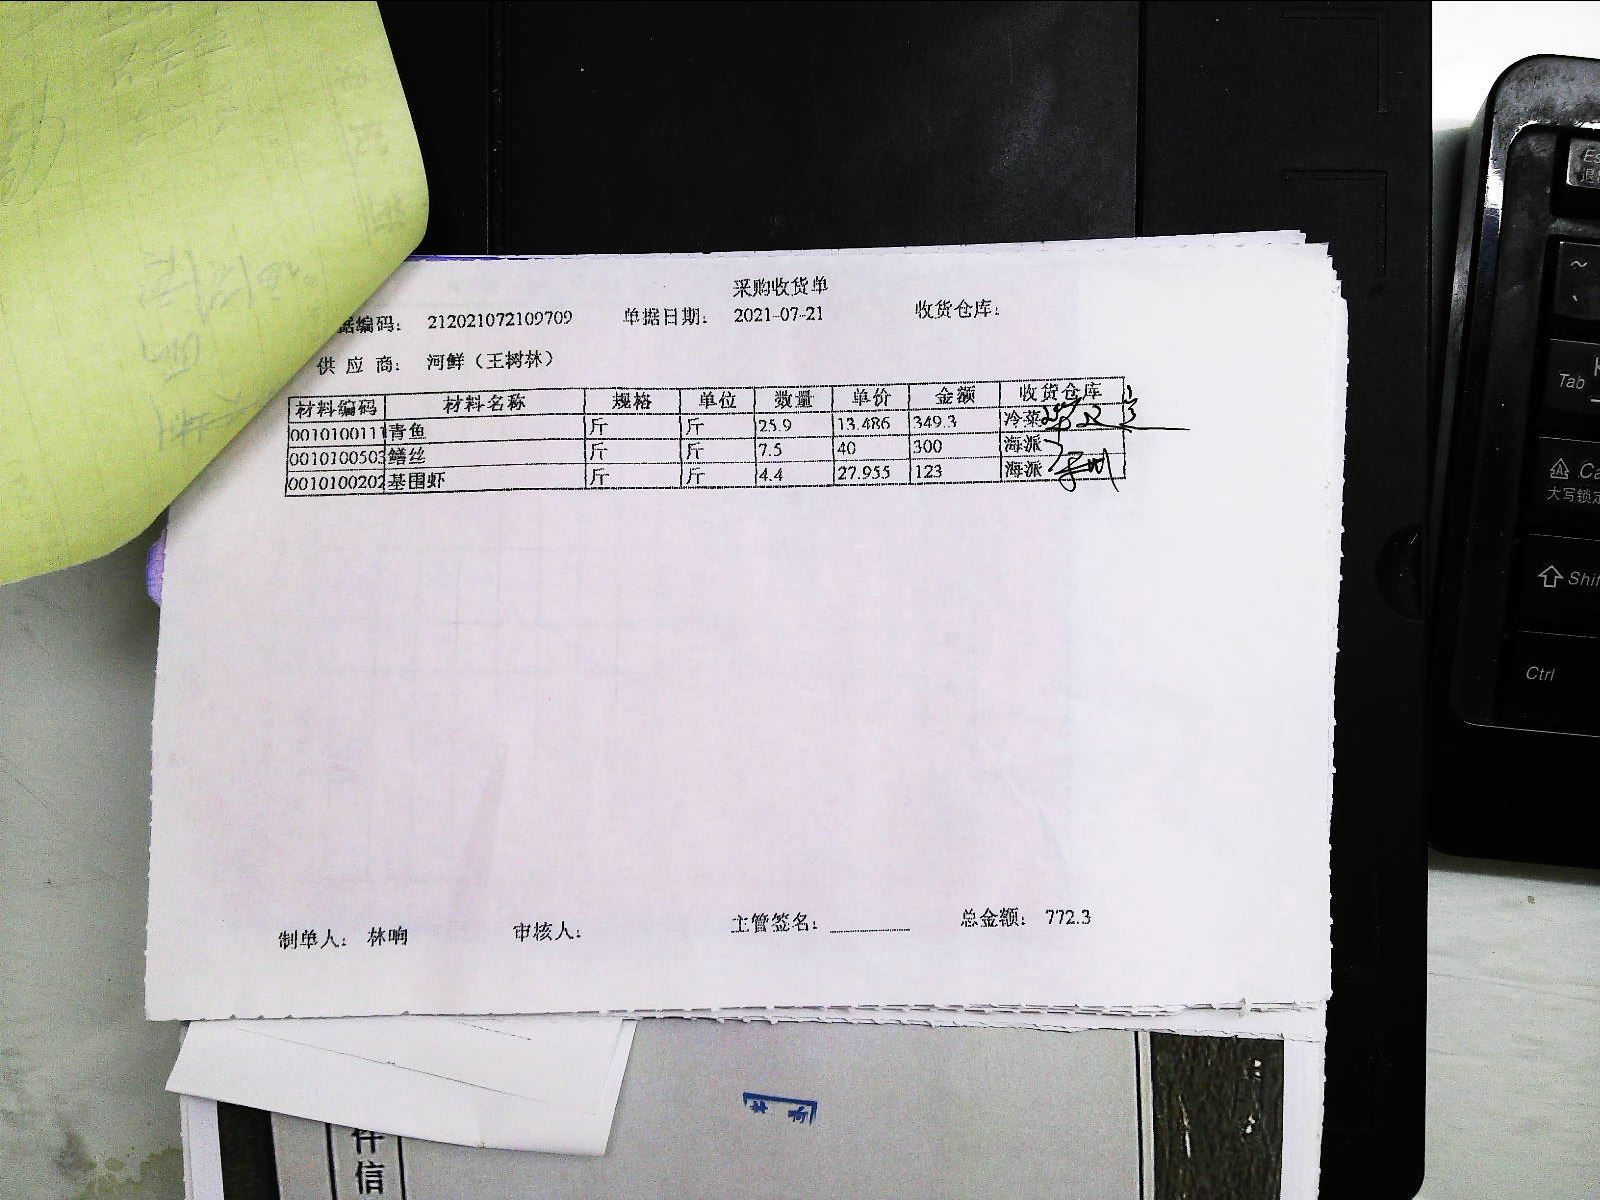 采购收货单
据编码： 212021072109709 单据日期： 2021-07-21 收货仓库：
供 应 商： 河鲜（王树林）
材料编码 材料名称 规格 单位 数量 单价 金额 收货仓库
0010100111 青鱼 斤 斤 25.9 13.486 349.3 冷菜
0010100503 鳝丝 斤 斤 7.5 40 300 海派
0010100202 基围虾 斤 斤 4.4 27.955 123 海派
制单人： 林响 审核人： 主管签名： 总金额： 772.3
伴信
Tab
大写锁定
Shif
Ctrl